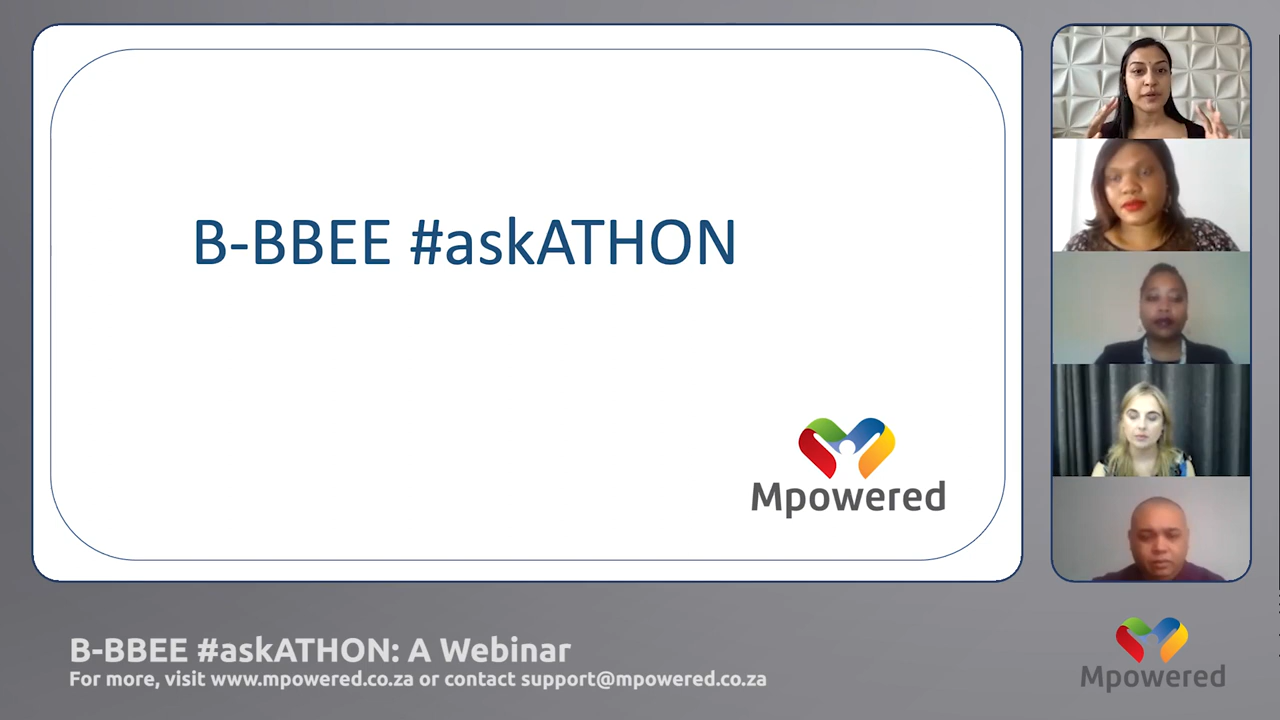 B-BBEE #askATHON
Mpowered
B-BBEE #askATHON: A Webinar
For more, visit www.mpowered.co.za or contact support@mpowered.co.za
Mpowered